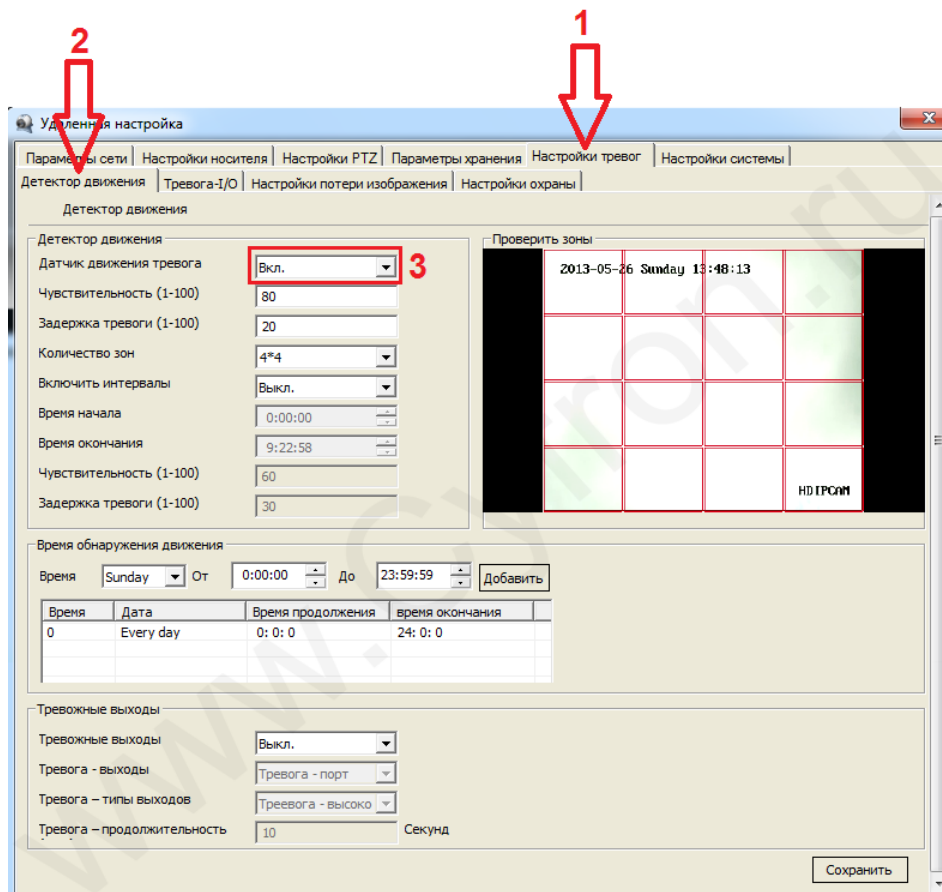 2
1
Удаленная настройка
Параметры сети Настройки носителя Настройки PTZ Параметры хранения Настройки тревог Настройки системы
Детектор движения Тревога-I/O Настройки потери изображения Настройки охраны
Детектор движения
Детектор движения
Проверить зоны
Датчик движения тревога Вкл. 3
2013-05-26 Sunday 13:48:13
Чувствительность (1-100) 80
Задержка тревоги (1-100) 20
Количество зон 4*4
Включить интервалы Выкл.
Время начала 0:00:00
Время окончания 9:22:58
Чувствительность (1-100) 60
HDIPCAM
Задержка тревоги (1-100) 30
Время обнаружения движения
Время Sunday От 0:00:00 До 23:59:59 Добавить
Время Дата Время продолжения время окончания
0 Every day 0: 0: 0 24: 0: 0
Тревожные выходы
Тревожные выходы Выкл.
Тревога - выходы Тревога - порт
Тревога – типы выходов Треевога - высоко
Тревога – продолжительность 10 Секунд
Сохранить
www.Cyfron.ru